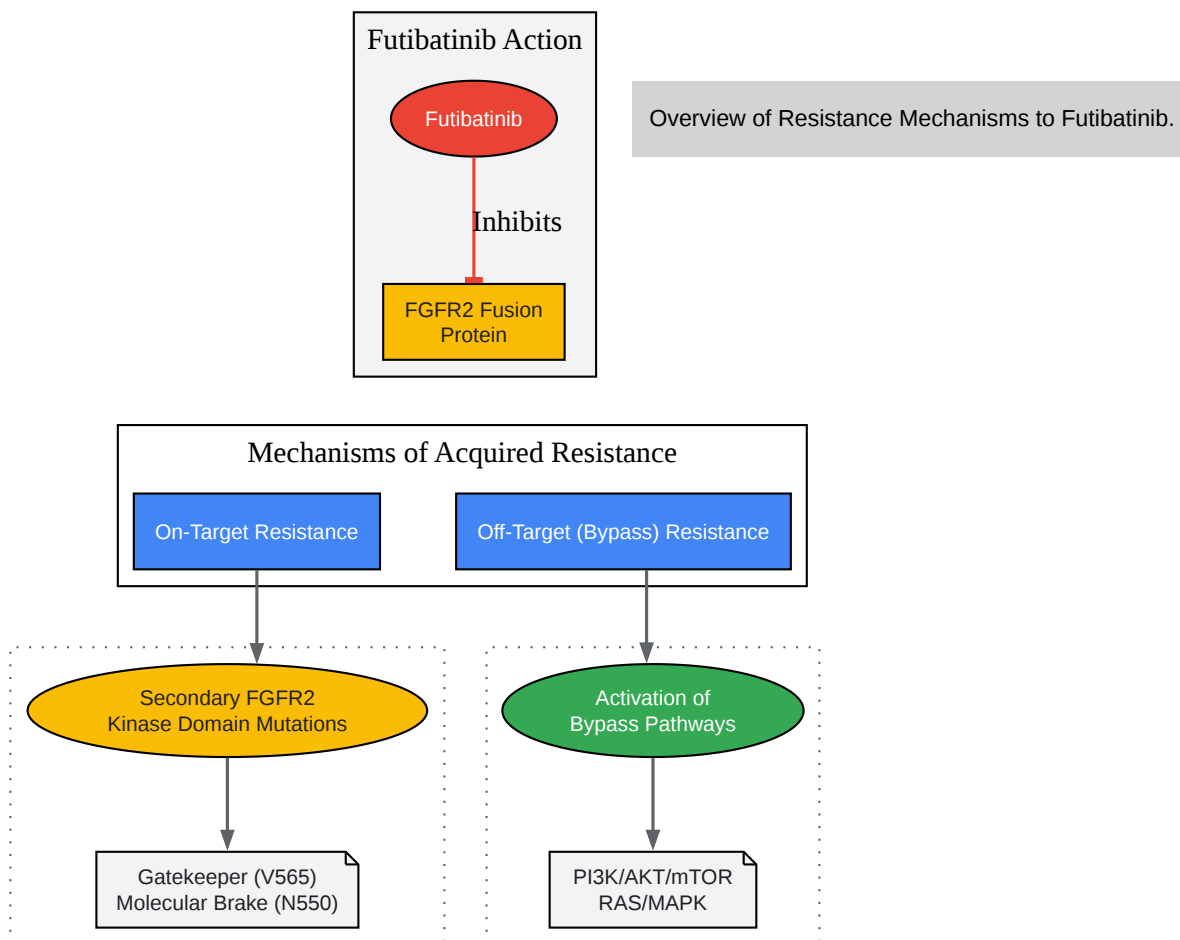 Futibatinib Action
Futibatinib
Overview of Resistance Mechanisms to Futibatinib.
Inhibits
FGFR2 Fusion
Protein
Mechanisms of Acquired Resistance
On-Target Resistance
Off-Target (Bypass) Resistance
Secondary FGFR2
Kinase Domain Mutations
Activation of
Bypass Pathways
Gatekeeper (V565)
Molecular Brake (N550)
PI3K/AKT/mTOR
RAS/MAPK